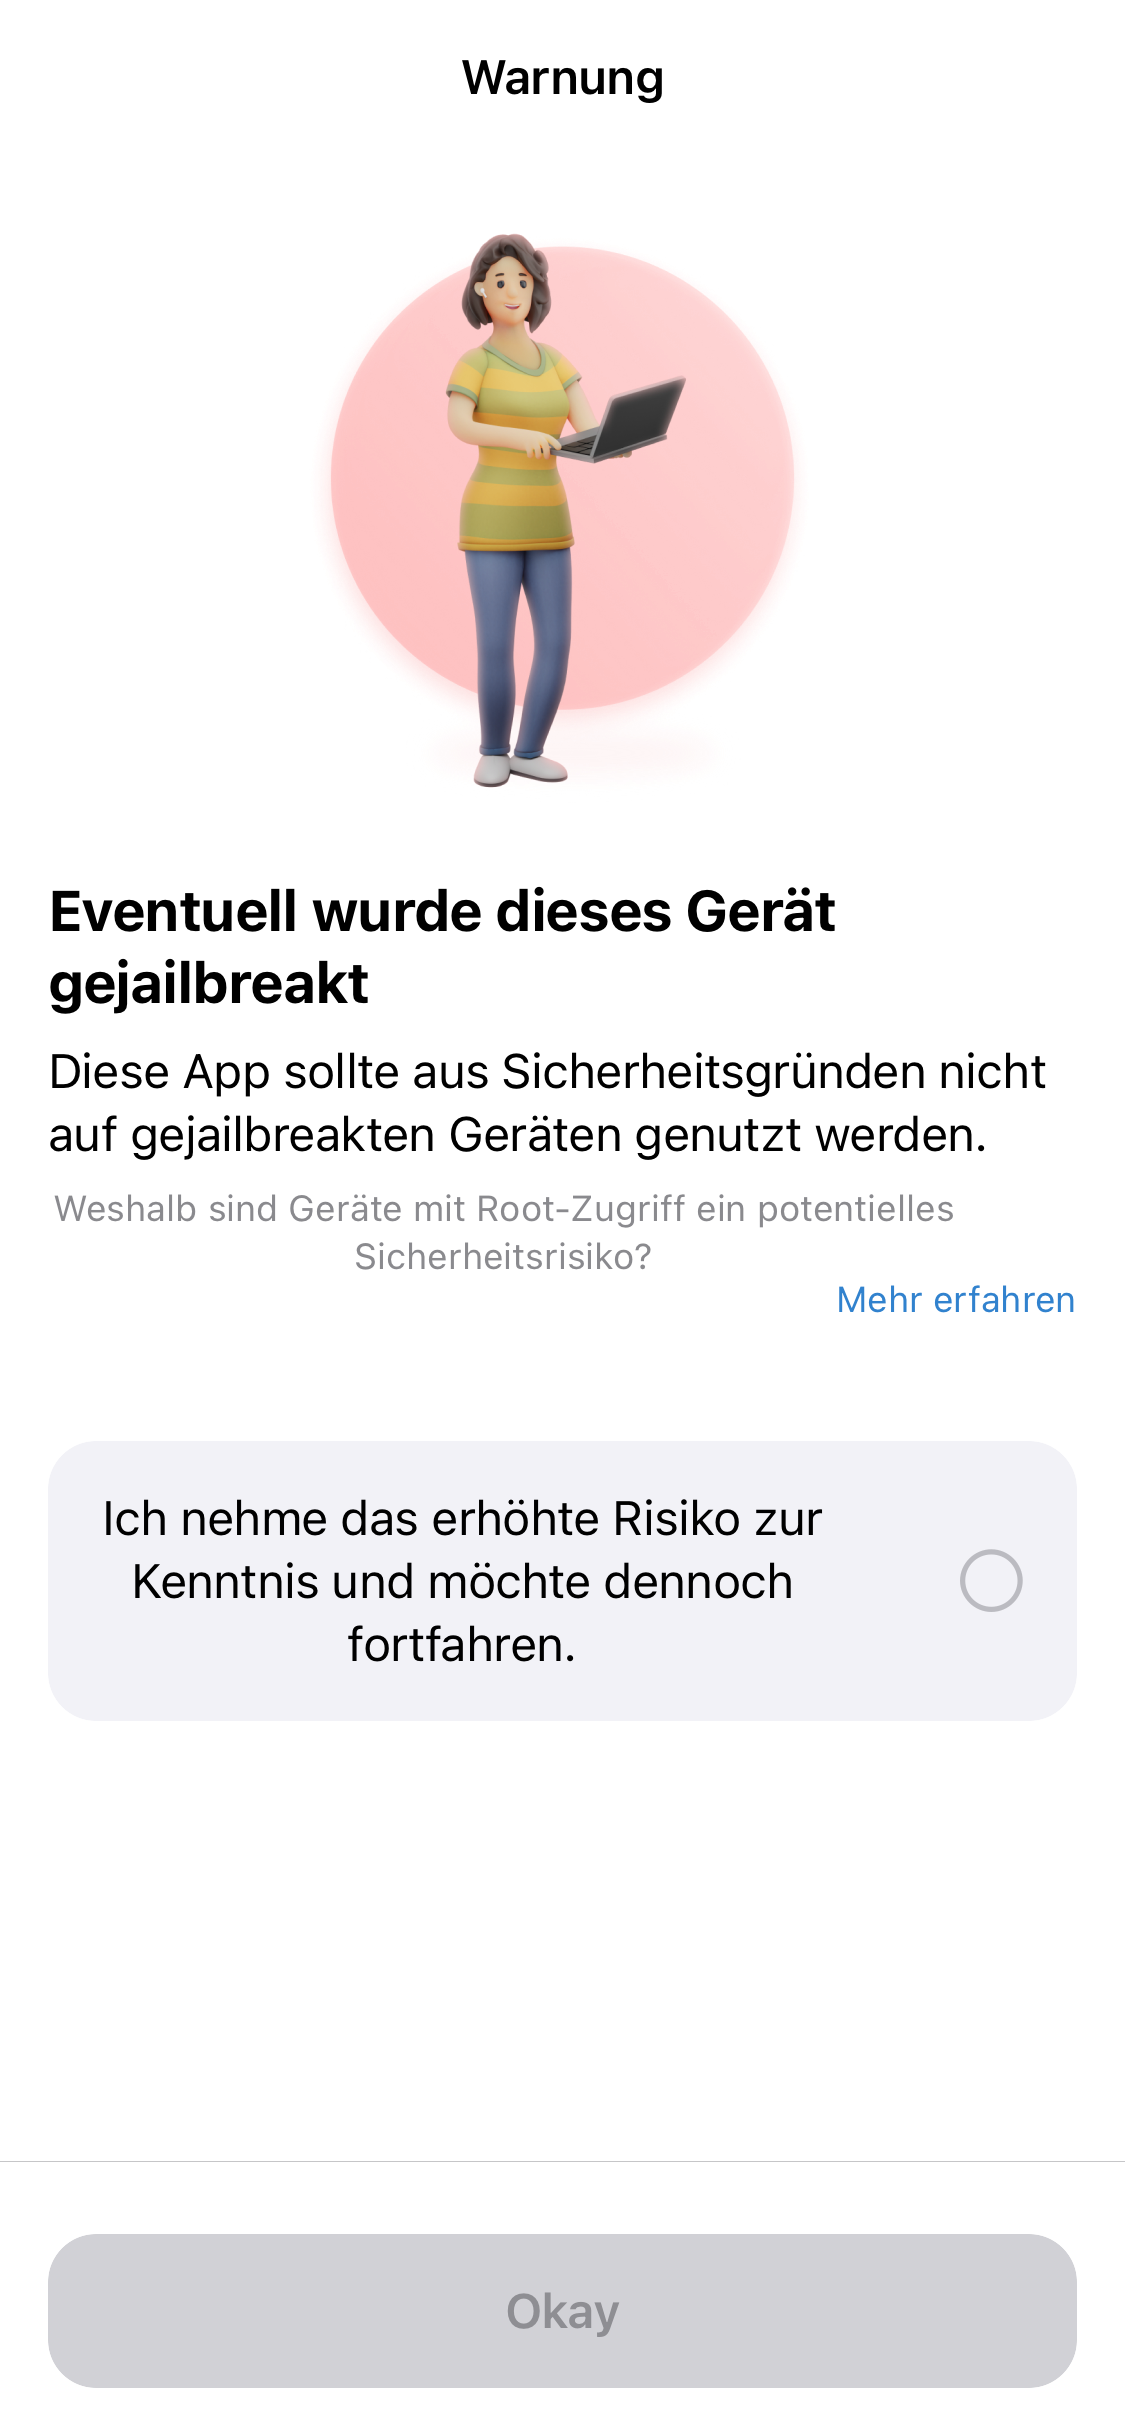 Warnung
Eventuell wurde dieses Gerät
gejailbreakt
Diese App sollte aus Sicherheitsgründen nicht
auf gejailbreakten Geräten genutzt werden.
Weshalb sind Geräte mit Root-Zugriff ein potentielles
Sicherheitsrisiko?
Mehr erfahren
Ich nehme das erhöhte Risiko zur
Kenntnis und möchte dennoch
fortfahren.
Okay